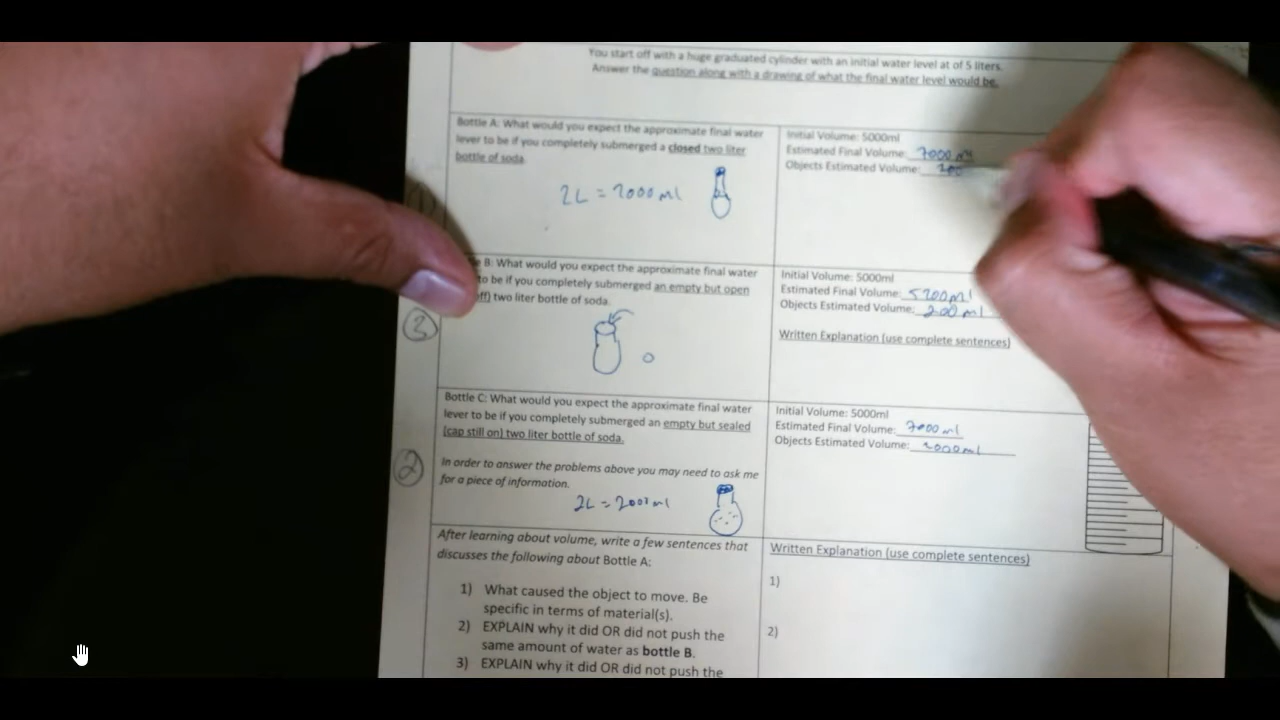 You start off with a huge graduated cylinder with an initial water level at of 5 liters.
Answer the question along with a drawing of what the final water level would be.
Bottle A: What would you expect the approximate final water
lever to be if you completely submerged a closed two liter
bottle of soda.
2L = 2000ml
Initial Volume: 5000ml
Estimated Final Volume: 7000 ml
Objects Estimated Volume: 200
B: What would you expect the approximate final water
to be if you completely submerged an empty but open
off) two liter bottle of soda.
Initial Volume: 5000ml
Estimated Final Volume: 5200ml
Objects Estimated Volume: 200 ml
Written Explanation (use complete sentences)
3
Bottle C: What would you expect the approximate final water
lever to be if you completely submerged an empty but sealed
(cap still on) two liter bottle of soda.
In order to answer the problems above you may need to ask me
for a piece of information.
2L = 2000ml
2
Initial Volume: 5000ml
Estimated Final Volume: 7000ml
Objects Estimated Volume: 2000ml
After learning about volume, write a few sentences that
discusses the following about Bottle A:
1) What caused the object to move. Be
specific in terms of material(s).
2) EXPLAIN why it did OR did not push the
same amount of water as bottle B.
3) EXPLAIN why it did OR did not push the
Written Explanation (use complete sentences)
1)
2)